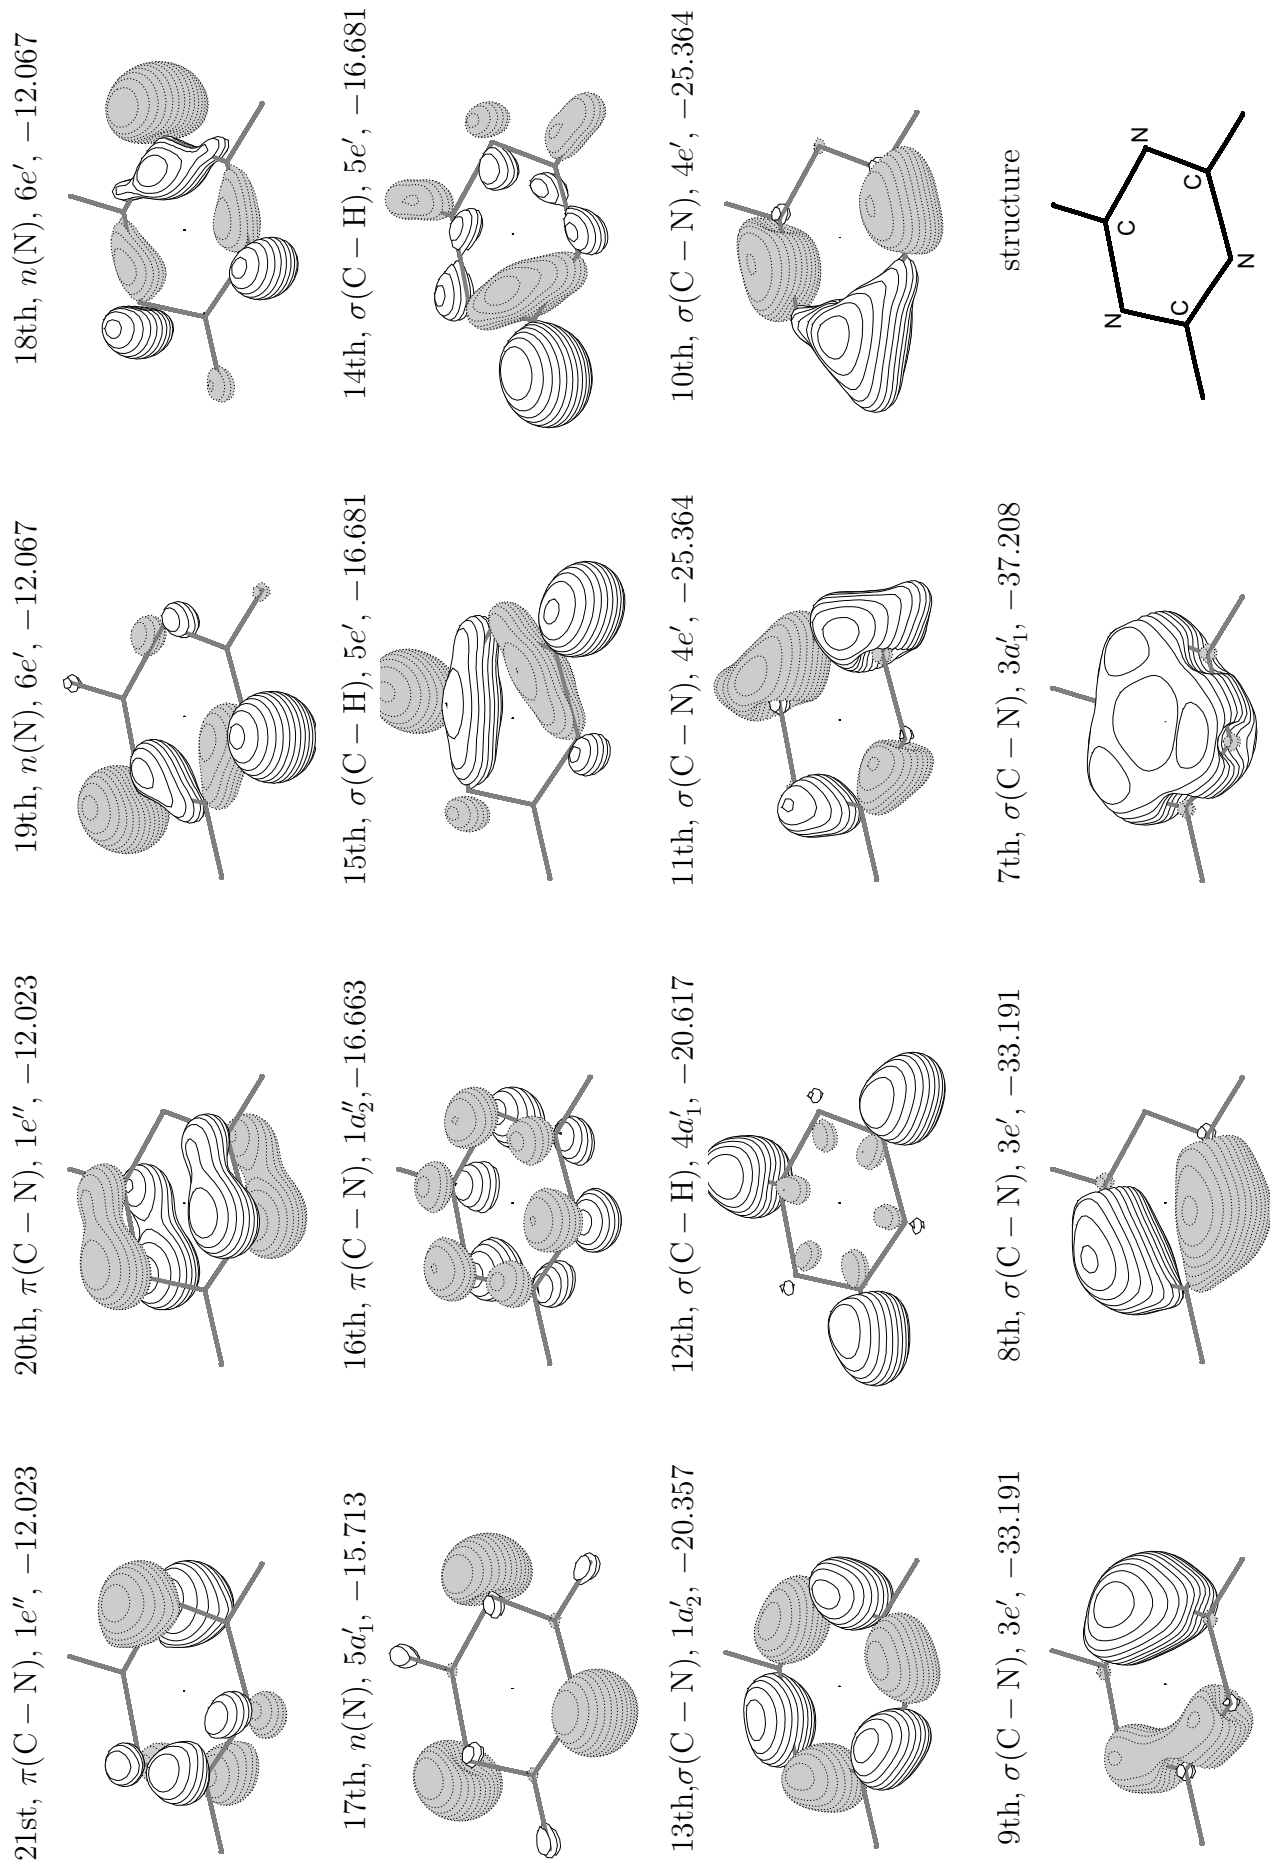 21st, π(C − N), 1e′′, −12.023
20th, π(C − N), 1e′′, −12.023
19th, n(N), 6e′, −12.067
18th, n(N), 6e′, −12.067
17th, n(N), 5a′₁, −15.713
16th, π(C − N), 1a′′₂,−16.663
15th, σ(C − H), 5e′, −16.681
14th, σ(C − H), 5e′, −16.681
13th,σ(C − N), 1a′₂, −20.357
12th, σ(C − H), 4a′₁, −20.617
11th, σ(C − N), 4e′, −25.364
10th, σ(C − N), 4e′, −25.364
9th, σ(C − N), 3e′, −33.191
8th, σ(C − N), 3e′, −33.191
7th, σ(C − N), 3a′₁, −37.208
structure
N
C
C
N
C
N